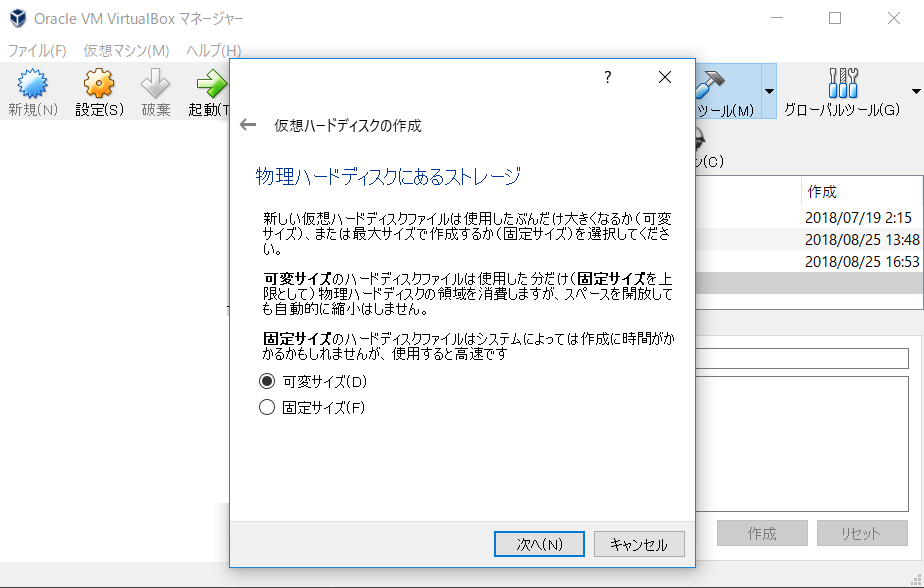 Oracle VM VirtualBox マネージャー
ファイル(F) 仮想マシン(M) ヘルプ(H)
新規(N) 設定(S) 破棄 起動(T
ツール(M) グローバルツール(G)
?
仮想ハードディスクの作成
ン(C)
物理ハードディスクにあるストレージ
作成
2018/07/19 2:15
2018/08/25 13:48
2018/08/25 16:53
新しい仮想ハードディスクファイルは使用したぶんだけ大きくなるか(可変
サイズ)、または最大サイズで作成するか(固定サイズ)を選択してくださ
い。
可変サイズのハードディスクファイルは使用した分だけ(固定サイズを上
限として)物理ハードディスクの領域を消費しますが、スペースを開放して
も自動的に縮小はしません。
固定サイズのハードディスクファイルはシステムによっては作成に時間がか
かるかもしれませんが、使用すると高速です
可変サイズ(D)
固定サイズ(F)
次へ(N) キャンセル
作成 リセット